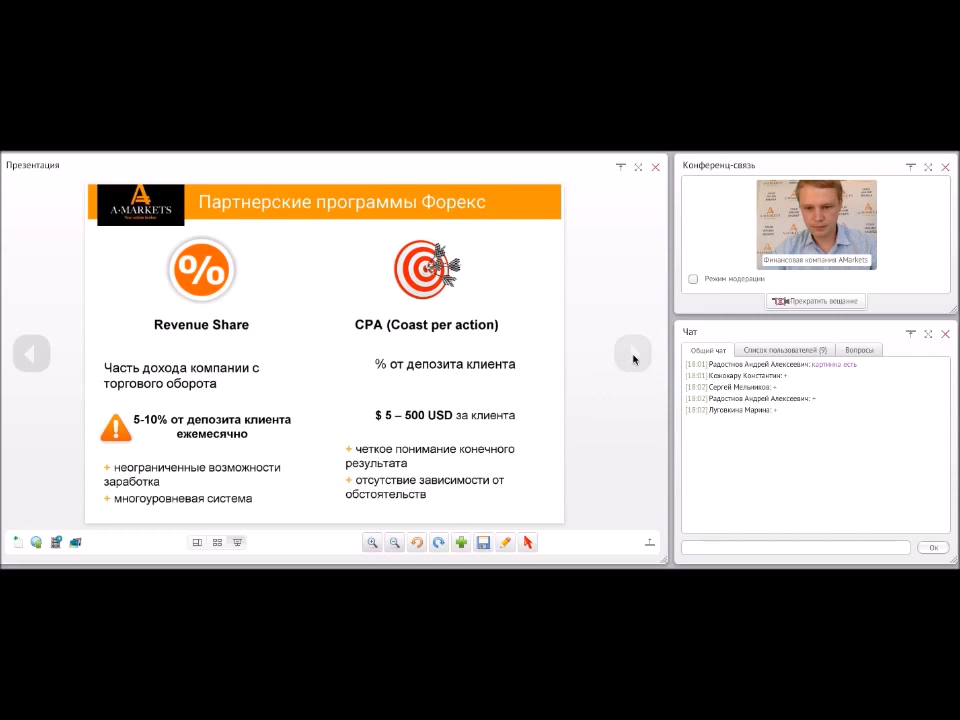 Презентация
A·MARKETS
Партнерские программы Форекс
%
Revenue Share
Часть дохода компании с
торгового оборота
5-10% от депозита клиента
ежемесячно
+ неограниченные возможности
заработка
+ многоуровневая система
CPA (Coast per action)
% от депозита клиента
$ 5 – 500 USD за клиента
+ четкое понимание конечного
результата
+ отсутствие зависимости от
обстоятельств
Конференц-связь
Финансовая компания AMarkets
Режим модерации
Прекратить вещание
Чат
Общий чат
Список пользователей (9)
Вопросы
[18:01] Радостнов Андрей Алексеевич: картинка есть
[18:01] Кожокару Константин: +
[18:02] Сергей Мельников: +
[18:02] Радостнов Андрей Алексеевич: +
[18:02] Луговкина Марина: +
Ок